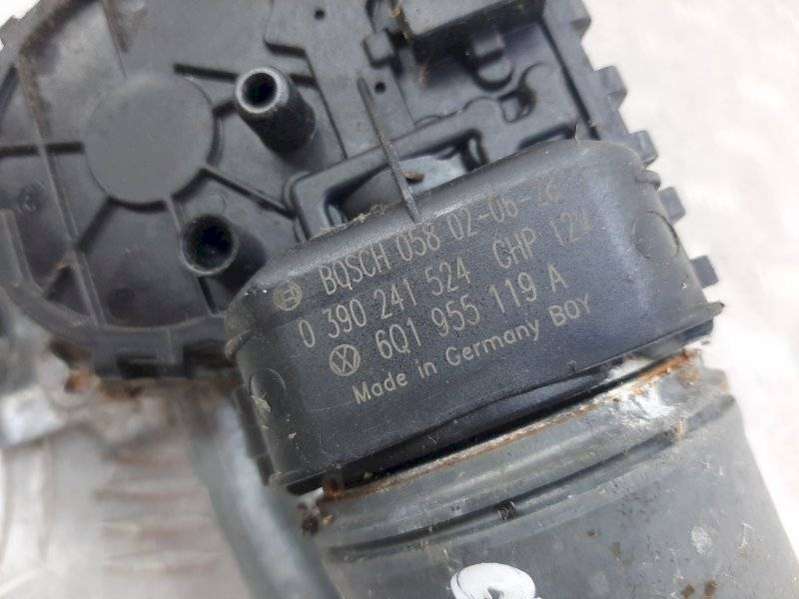 BOSCH 058 02-06-26
0 390 241 524 CHP 12V
6Q1 955 119 A
Made in Germany BOY